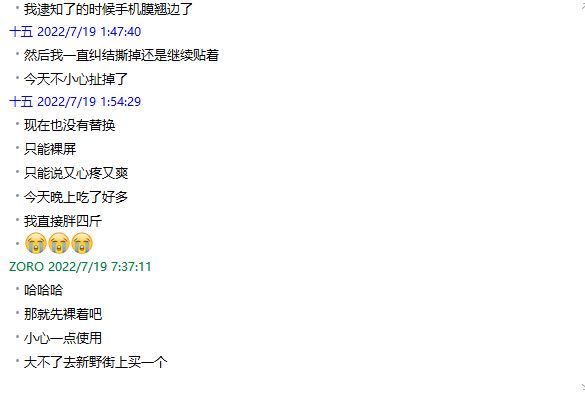 我逮知了的时候手机膜翘边了
十五 2022/7/19 1:47:40
然后我一直纠结撕掉还是继续贴着
今天不小心扯掉了
十五 2022/7/19 1:54:29
现在也没有替换
只能裸屏
只能说又心疼又爽
今天晚上吃了好多
我直接胖四斤
😭😭😭
ZORO 2022/7/19 7:37:11
哈哈哈
那就先裸着吧
小心一点使用
大不了去新野街上买一个